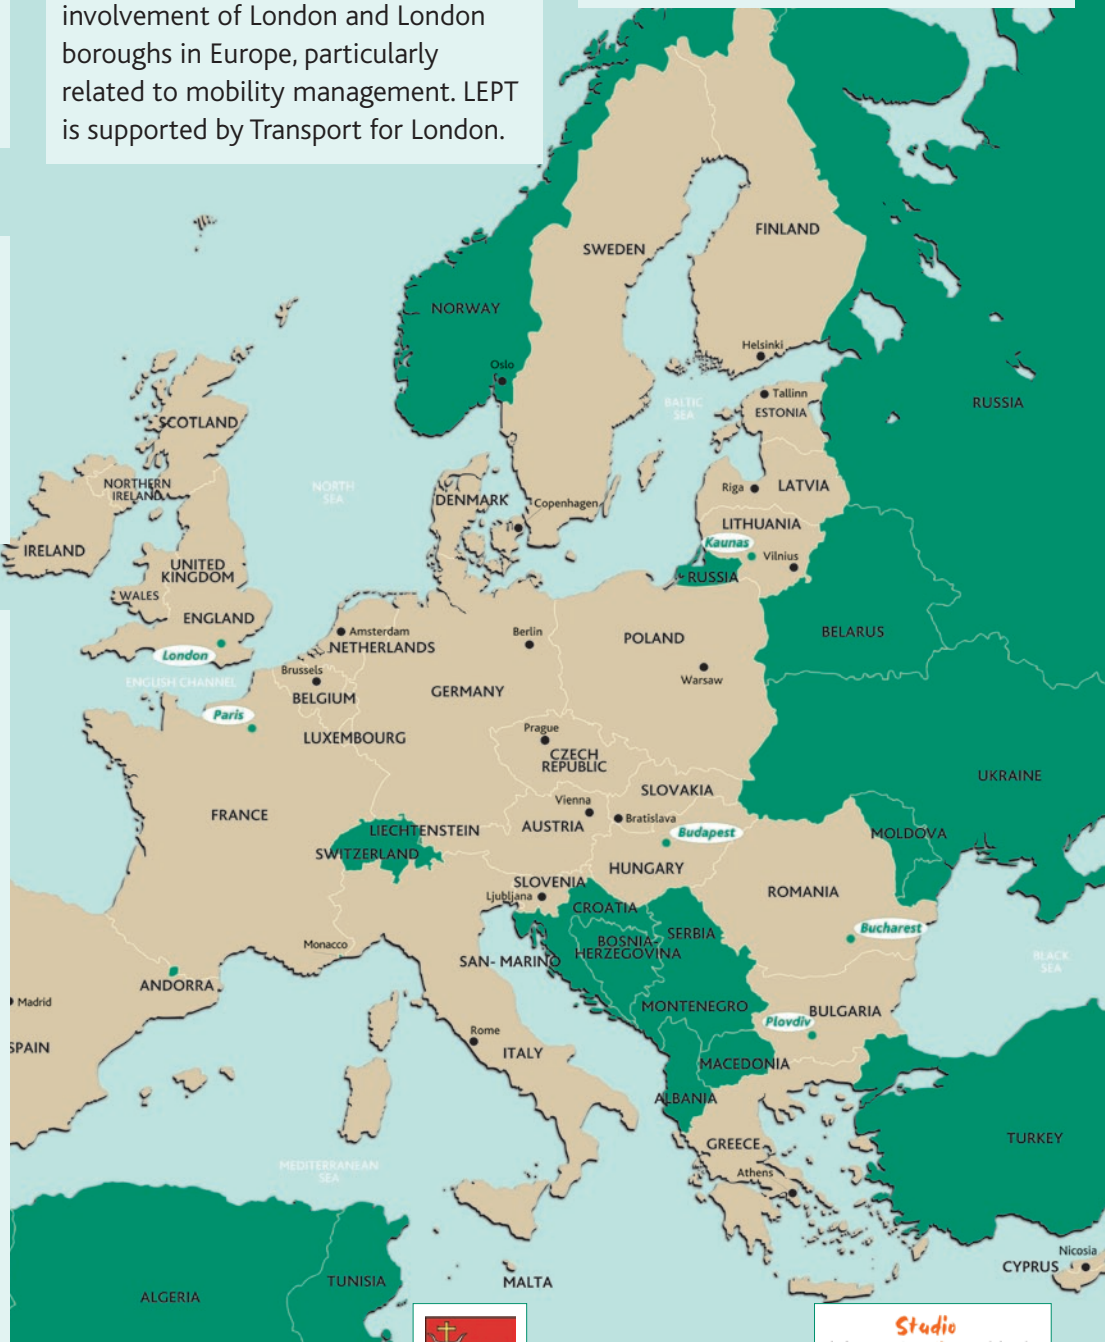 involvement of London and London
boroughs in Europe, particularly
related to mobility management. LEPT
is supported by Transport for London.
FINLAND
SWEDEN
NORWAY
Helsinki
Oslo
Tallinn
BALTIC
SEA
RUSSIA
ESTONIA
SCOTLAND
NORTHERN
IRELAND
NORTH
SEA
Riga
LATVIA
DENMARK
Copenhagen
LITHUANIA
Kaunas
IRELAND
Vilnius
UNITED
KINGDOM
RUSSIA
WALES
ENGLAND
Amsterdam
Berlin
BELARUS
POLAND
NETHERLANDS
London
Brussels
Warsaw
ENGLISH CHANNEL
BELGIUM
GERMANY
Paris
Prague
LUXEMBOURG
CZECH
REPUBLIC
UKRAINE
SLOVAKIA
Vienna
FRANCE
Bratislava
LIECHTENSTEIN
AUSTRIA
Budapest
MOLDOVA
SWITZERLAND
HUNGARY
SLOVENIA
ROMANIA
Ljubljana
CROATIA
Bucharest
SERBIA
Monacco
BOSNIA-
HERZEGOVINA
SAN- MARINO
BLACK
SEA
ANDORRA
Madrid
MONTENEGRO
BULGARIA
Plovdiv
Rome
SPAIN
ITALY
MACEDONIA
ALBANIA
TURKEY
GREECE
MEDITERRANEAN
SEA
Athens
Nicosia
CYPRUS
TUNISIA
MALTA
ALGERIA
Studio